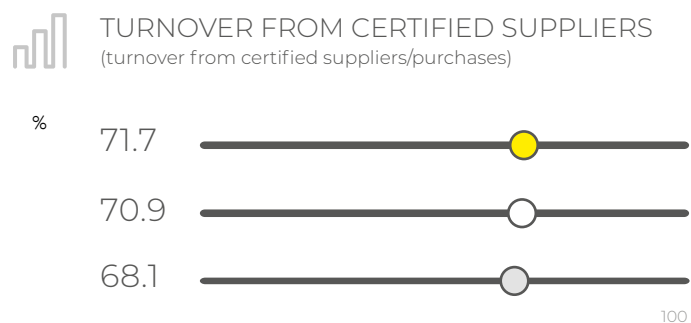 TURNOVER FROM CERTIFIED SUPPLIERS
(turnover from certified suppliers/purchases)
%
71.7
70.9
68.1
100